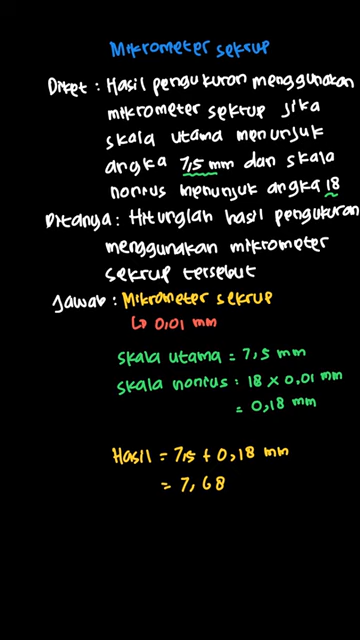 Mikrometer sekrup
Diket : Hasil pengukuran menggunakan
mikrometer sekrup jika
skala utama menunjuk
angka 7,5 mm dan skala
nonius menunjuk angka 18
Ditanya : Hitunglah hasil pengukuran
menggunakan mikrometer
sekrup tersebut
Jawab : Mikrometer sekrup
↳ 0,01 mm
skala utama = 7,5 mm
skala nonius : 18 x 0,01 mm
= 0,18 mm
Hasil = 7,5 + 0,18 mm
= 7,68